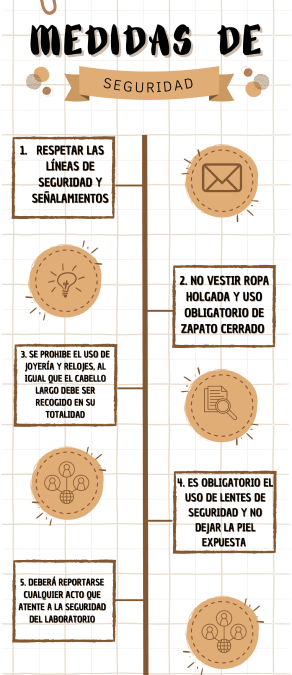 MEDIDAS DE
SEGURIDAD
1. RESPETAR LAS
LÍNEAS DE
SEGURIDAD Y
SEÑALAMIENTOS
2. NO VESTIR ROPA
HOLGADA Y USO
OBLIGATORIO DE
ZAPATO CERRADO
3. SE PROHIBE EL USO DE
JOYERÍA Y RELOJES, AL
IGUAL QUE EL CABELLO
LARGO DEBE SER
RECOGIDO EN SU
TOTALIDAD
4. ES OBLIGATORIO EL
USO DE LENTES DE
SEGURIDAD Y NO
DEJAR LA PIEL
EXPUESTA
5. DEBERÁ REPORTARSE
CUALQUIER ACTO QUE
ATENTE A LA SEGURIDAD
DEL LABORATORIO